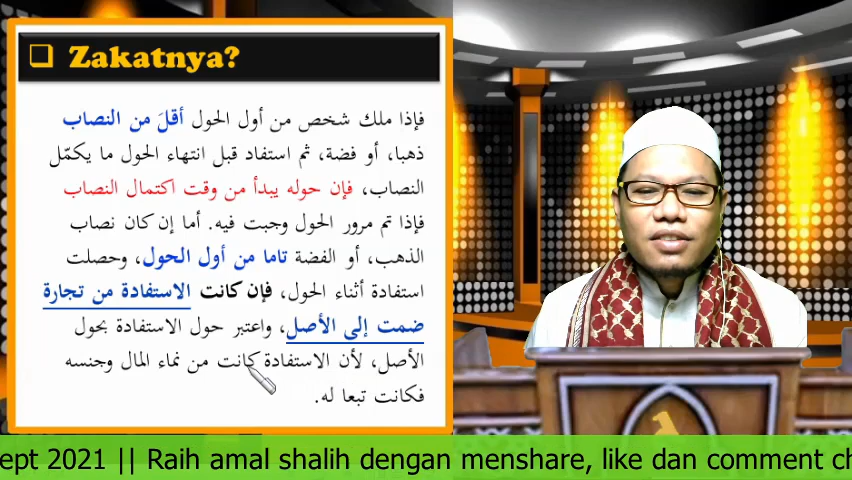 ❑ Zakatnya?
فإذا ملك شخص من أول الحول أقلَ من النصاب
ذهبا، أو فضة، ثم استفاد قبل انتهاء الحول ما يكمّل
النصاب، فإن حوله يبدأ من وقت اكتمال النصاب
فإذا تم مرور الحول وجبت فيه. أما إن كان نصاب
الذهب، أو الفضة تاما من أول الحول، وحصلت
استفادة أثناء الحول، فإن كانت الاستفادة من تجارة
ضمت إلى الأصل، واعتبر حول الاستفادة بحول
الأصل، لأن الاستفادة كانت من نماء المال وجنسه
فكانت تبعا له.
ept 2021 || Raih amal shalih dengan menshare, like dan comment ch